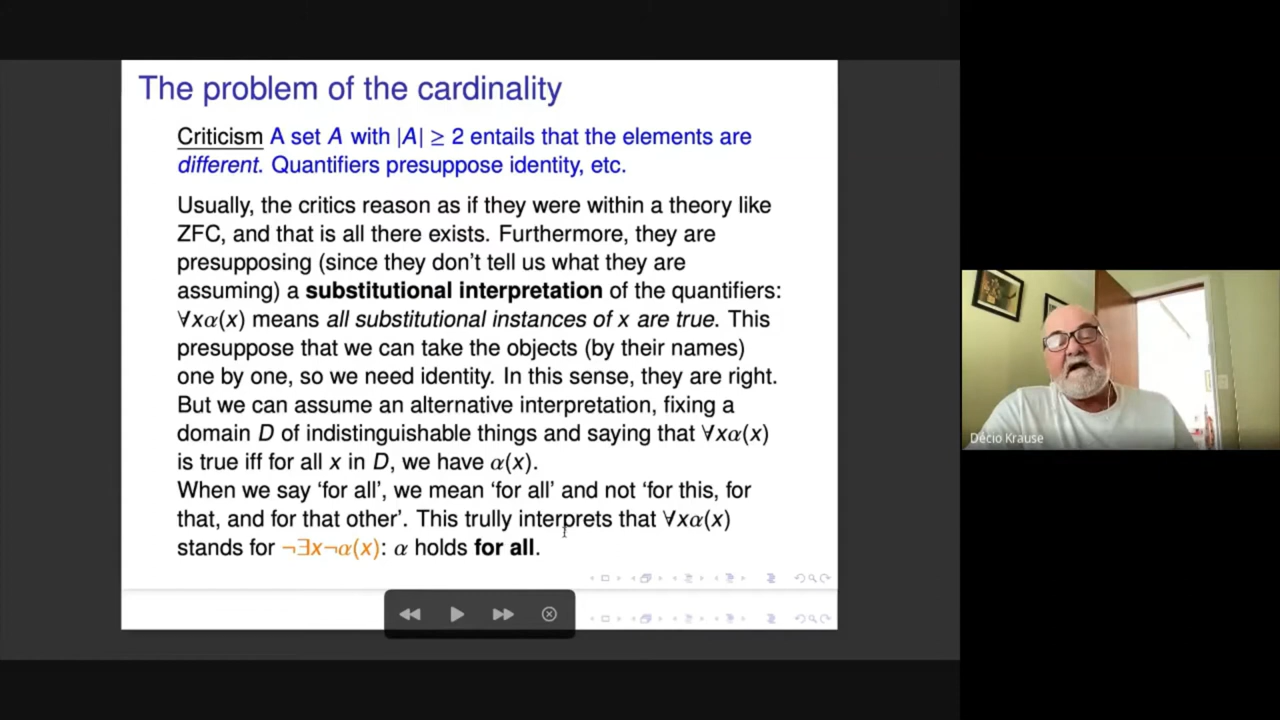 The problem of the cardinality
Criticism A set A with |A| ≥ 2 entails that the elements are
different. Quantifiers presuppose identity, etc.
Usually, the critics reason as if they were within a theory like
ZFC, and that is all there exists. Furthermore, they are
presupposing (since they don't tell us what they are
assuming) a substitutional interpretation of the quantifiers:
∀xα(x) means all substitutional instances of x are true. This
presuppose that we can take the objects (by their names)
one by one, so we need identity. In this sense, they are right.
But we can assume an alternative interpretation, fixing a
domain D of indistinguishable things and saying that ∀xα(x)
is true iff for all x in D, we have α(x).
When we say ‘for all’, we mean ‘for all’ and not ‘for this, for
that, and for that other’. This trully interprets that ∀xα(x)
stands for ¬∃x¬α(x): α holds for all.
Décio Krause